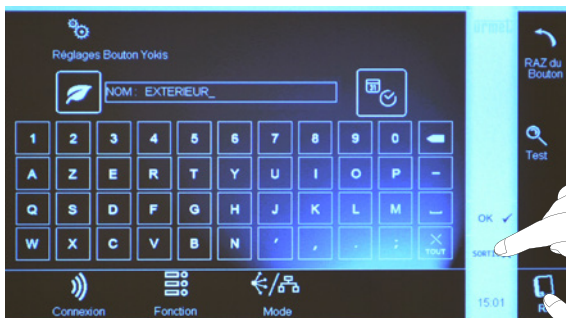 urmet
Réglages Bouton Yokis
RAZ du
Bouton
NOM : EXTERIEUR_
1 2 3 4 5 6 7 8 9 0
A Z E R T Y U I O P -
Test
Q S D F G H J K L M
OK
W X C V B N ' , . ;
TOUT
15:01
Connexion Fonction Mode